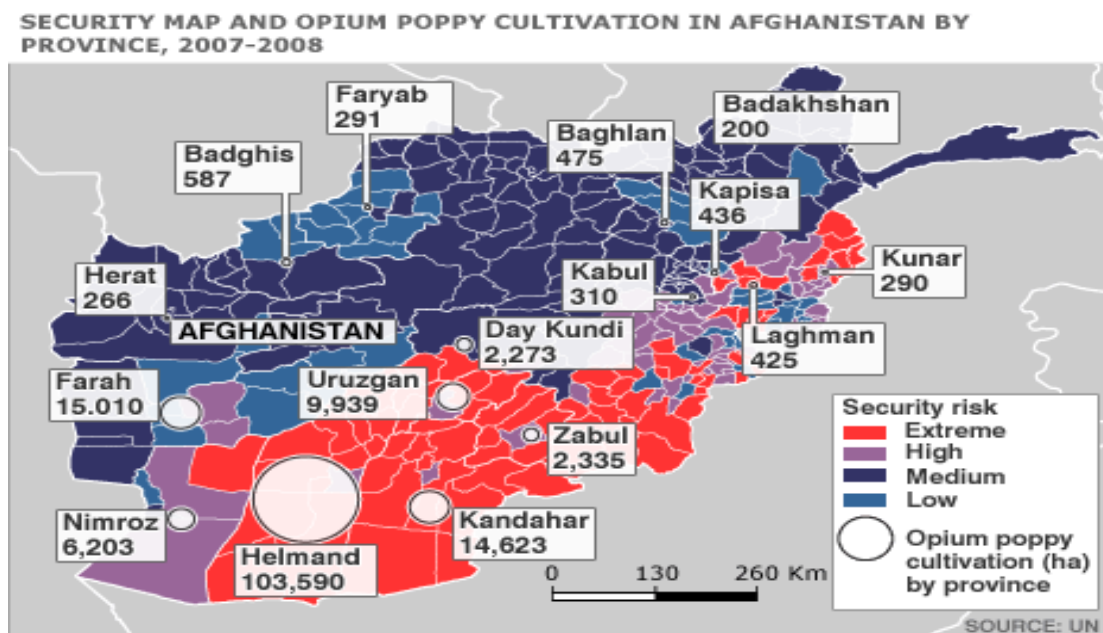 SECURITY MAP AND OPIUM POPPY CULTIVATION IN AFGHANISTAN BY
PROVINCE, 2007-2008
Faryab
291
Badakhshan
200
Baghlan
475
Badghis
587
Kapisa
436
Herat
266
Kabul
310
Kunar
290
AFGHANISTAN
Day Kundi
2,273
Laghman
425
Farah
15.010
Uruzgan
9,939
Zabul
2,335
Nimroz
6,203
Helmand
103,590
Kandahar
14,623
Security risk
Extreme
High
Medium
Low
Opium poppy
cultivation (ha)
by province
0 130 260 Km
SOURCE: UN